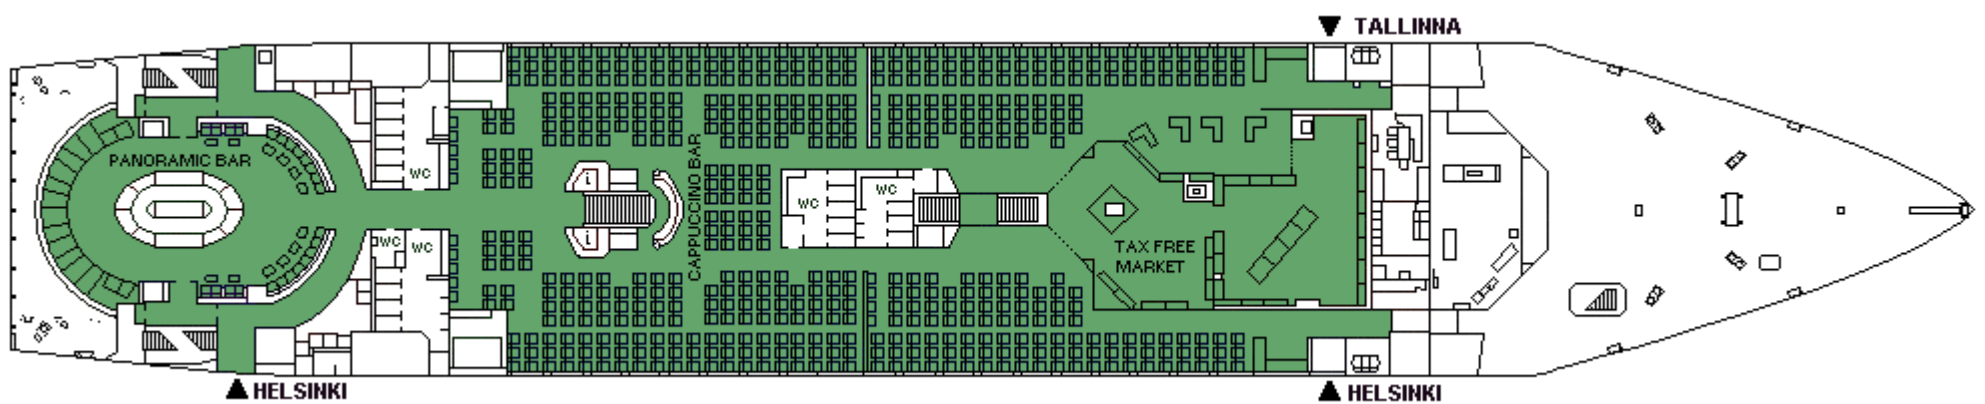 TALLINNA
PANORAMIC BAR
WC
CAPPUCCINO BAR
i
WC
WC
WC
WC
i
TAX FREE
MARKET
HELSINKI
HELSINKI